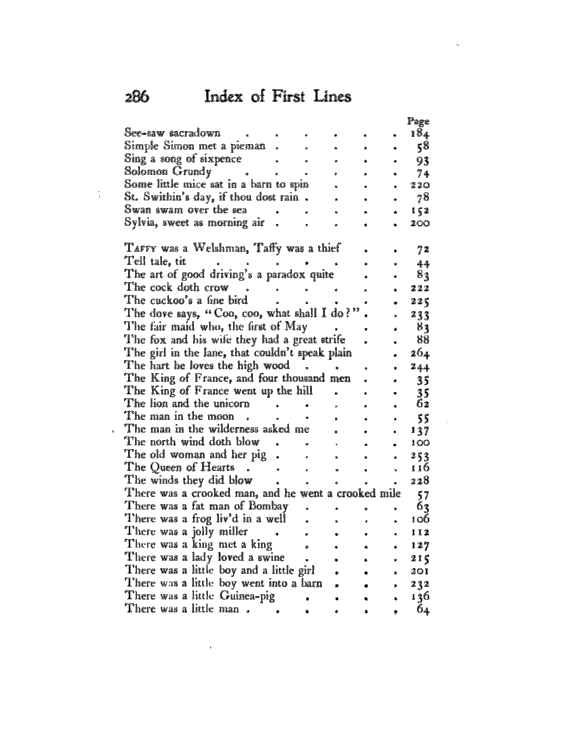 286 Index of First Lines
Page
See-saw sacradown . . . . . . 184
Simple Simon met a pieman . . . . . 58
Sing a song of sixpence . . . . . 93
Solomon Grundy . . . . . . 74
Some little mice sat in a barn to spin . . . 220
St. Swithin's day, if thou dost rain . . . . 78
Swan swam over the sea . . . . . 152
Sylvia, sweet as morning air . . . . . 200
TAFFY was a Welshman, Taffy was a thief . . 72
Tell tale, tit . . . . . . . 44
The art of good driving's a paradox quite . . 83
The cock doth crow . . . . . . 222
The cuckoo's a fine bird . . . . . 225
The dove says, "Coo, coo, what shall I do?" . . 233
The fair maid who, the first of May . . . 83
The fox and his wife they had a great strife . . 88
The girl in the lane, that couldn't speak plain . 264
The hart he loves the high wood . . . . 244
The King of France, and four thousand men . . 35
The King of France went up the hill . . . 35
The lion and the unicorn . . . . . 62
The man in the moon . . . . . . 55
The man in the wilderness asked me . . . 137
The north wind doth blow . . . . . 100
The old woman and her pig . . . . . 253
The Queen of Hearts . . . . . . 116
The winds they did blow . . . . . 228
There was a crooked man, and he went a crooked mile 57
There was a fat man of Bombay . . . . 63
There was a frog liv'd in a well . . . . 106
There was a jolly miller . . . . . 112
There was a king met a king . . . . 127
There was a lady loved a swine . . . . 215
There was a little boy and a little girl . . . 201
There was a little boy went into a barn . . . 232
There was a little Guinea-pig . . . . 136
There was a little man . . . . . . 64